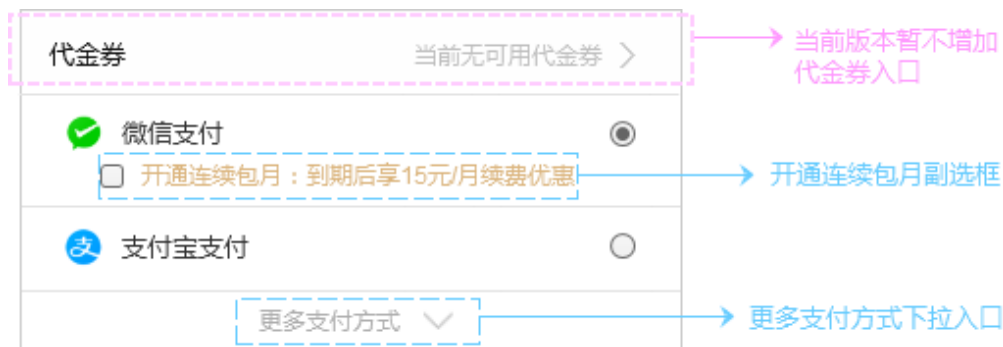 代金券 当前无可用代金券
当前版本暂不增加
代金券入口
微信支付
开通连续包月：到期后享15元/月续费优惠
开通连续包月副选框
支付宝支付
更多支付方式
更多支付方式下拉入口